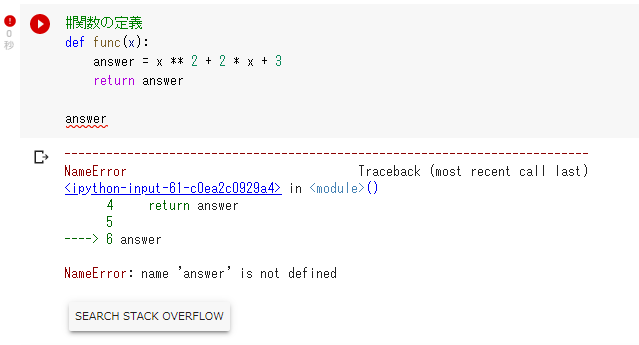 #関数の定義
def func(x):
    answer = x ** 2 + 2 * x + 3
    return answer

answer
0
秒
---------------------------------------------------------------------------
NameError                                 Traceback (most recent call last)
<ipython-input-61-c0ea2c0929a4> in <module>()
      4     return answer
      5
----> 6 answer

NameError: name 'answer' is not defined
SEARCH STACK OVERFLOW